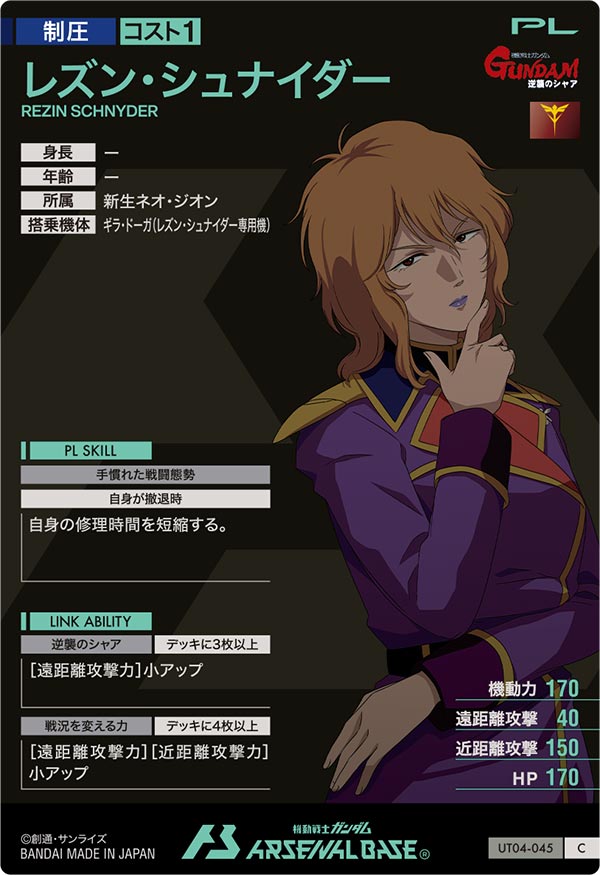 制圧 コスト1 PL
レズン・シュナイダー
REZIN SCHNYDER
機動戦士ガンダム
GUNDAM
逆襲のシャア
身長 ー
年齢 ー
所属 新生ネオ・ジオン
搭乗機体 ギラ・ドーガ(レズン・シュナイダー専用機)
PL SKILL
手慣れた戦闘態勢
自身が撤退時
自身の修理時間を短縮する。
LINK ABILITY
逆襲のシャア デッキに3枚以上
[遠距離攻撃力]小アップ
戦況を変える力 デッキに4枚以上
[遠距離攻撃力][近距離攻撃力]
小アップ
機動力 170
遠距離攻撃 40
近距離攻撃 150
HP 170
©創通・サンライズ
BANDAI MADE IN JAPAN
機動戦士ガンダム
ARSENAL BASE®
UT04-045 C